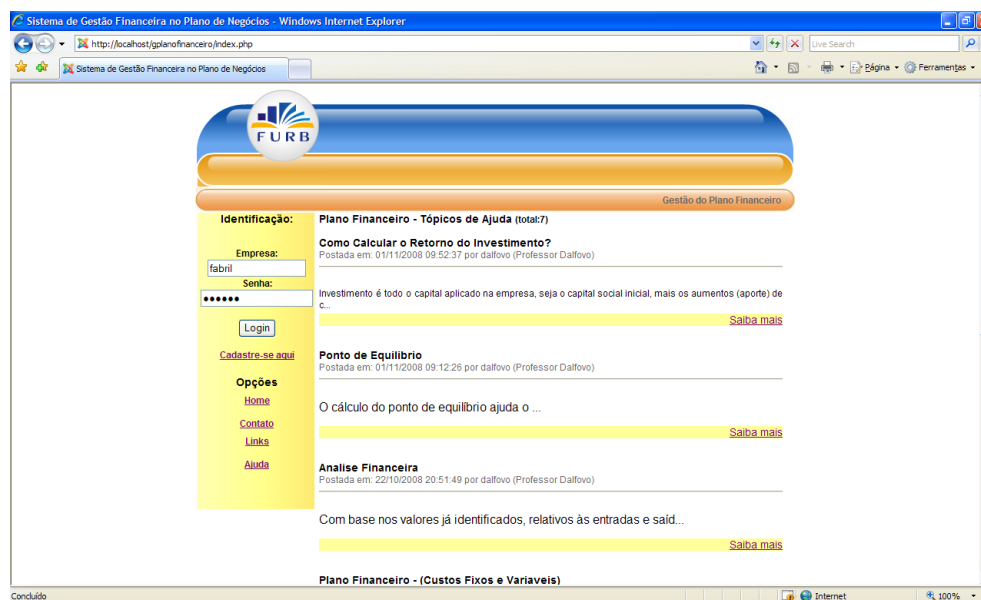 Sistema de Gestão Financeira no Plano de Negócios - Windows Internet Explorer
http://localhost/gplanofinanceiro/index.php
Live Search
Sistema de Gestão Financeira no Plano de Negócios
Página
Ferramentas
FURB
Gestão do Plano Financeiro
Identificação:
Empresa:
fabril
Senha:
••••••
Login
Cadastre-se aqui
Opções
Home
Contato
Links
Ajuda
Plano Financeiro - Tópicos de Ajuda (total:7)
Como Calcular o Retorno do Investimento?
Postada em: 01/11/2008 09:52:37 por dalfovo (Professor Dalfovo)
Investimento é todo o capital aplicado na empresa, seja o capital social inicial, mais os aumentos (aporte) de
c...
Saiba mais
Ponto de Equilibrio
Postada em: 01/11/2008 09:12:26 por dalfovo (Professor Dalfovo)
O cálculo do ponto de equilíbrio ajuda o ...
Saiba mais
Analise Financeira
Postada em: 22/10/2008 20:51:49 por dalfovo (Professor Dalfovo)
Com base nos valores já identificados, relativos às entradas e saíd...
Saiba mais
Plano Financeiro - (Custos Fixos e Variaveis)
Concluído
Internet
100%